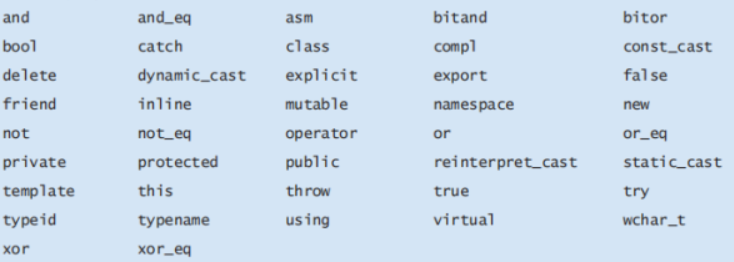 and and_eq asm bitand bitor
bool catch class compl const_cast
delete dynamic_cast explicit export false
friend inline mutable namespace new
not not_eq operator or or_eq
private protected public reinterpret_cast static_cast
template this throw true try
typeid typename using virtual wchar_t
xor xor_eq